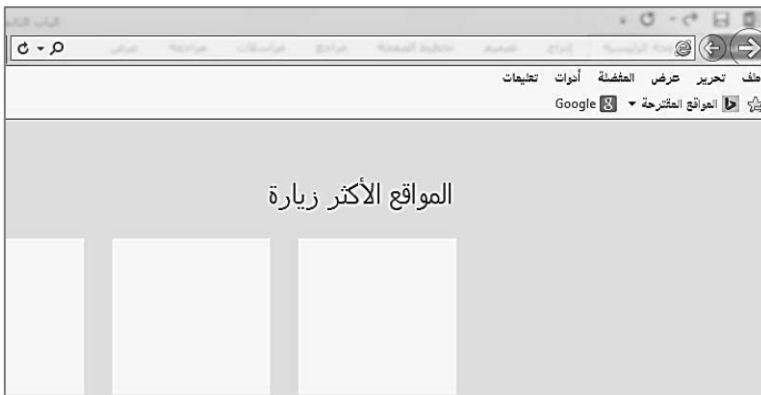 ملف تحرير عرض المفضلة أدوات تعليمات
المواقع المقترحة Google
المواقع الأكثر زيارة